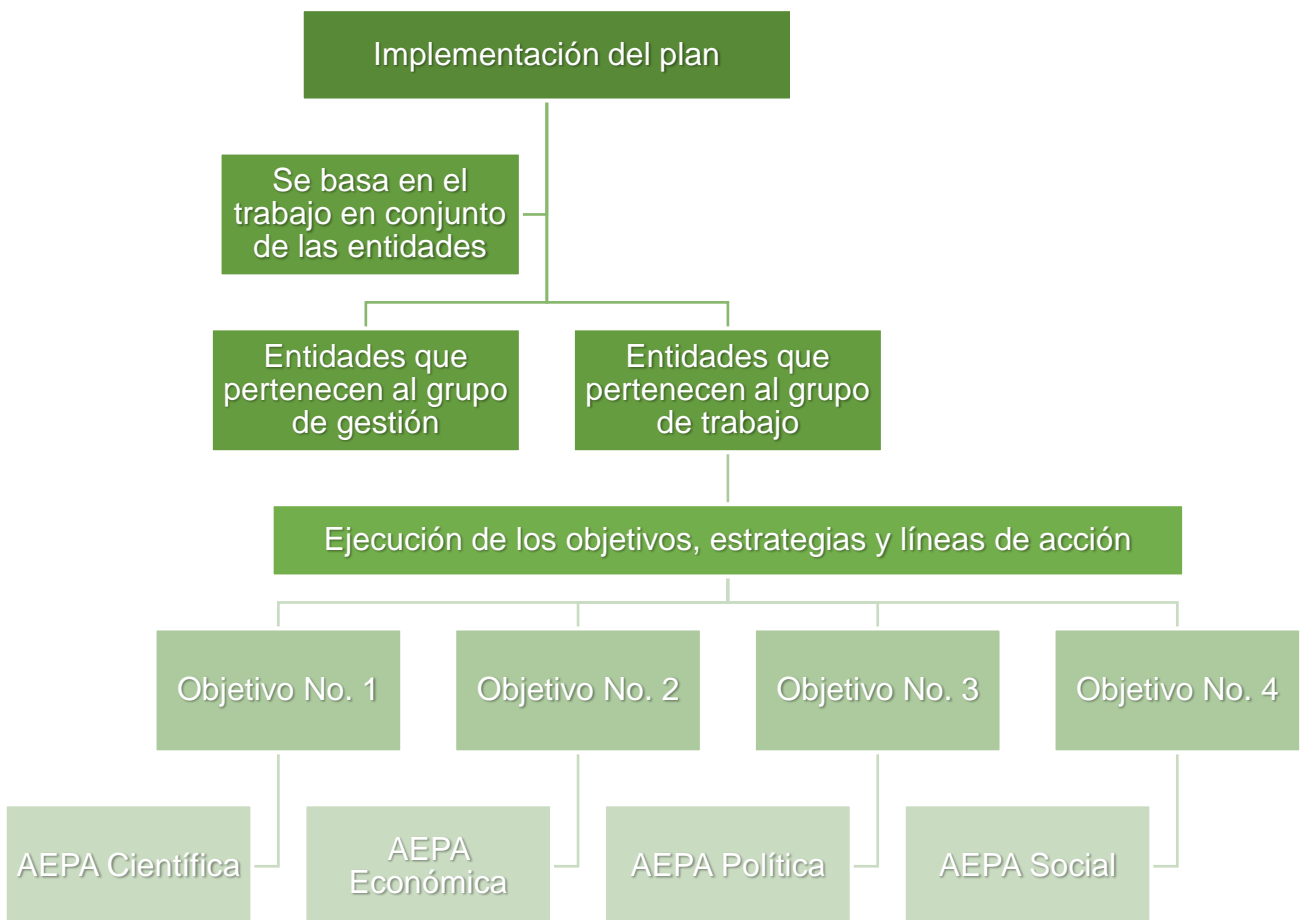 Implementación del plan
Se basa en el
trabajo en conjunto
de las entidades
Entidades que
pertenecen al grupo
de gestión
Entidades que
pertenecen al grupo
de trabajo
Ejecución de los objetivos, estrategias y líneas de acción
Objetivo No. 1
Objetivo No. 2
Objetivo No. 3
Objetivo No. 4
AEPA Científica
AEPA
Económica
AEPA Política
AEPA Social